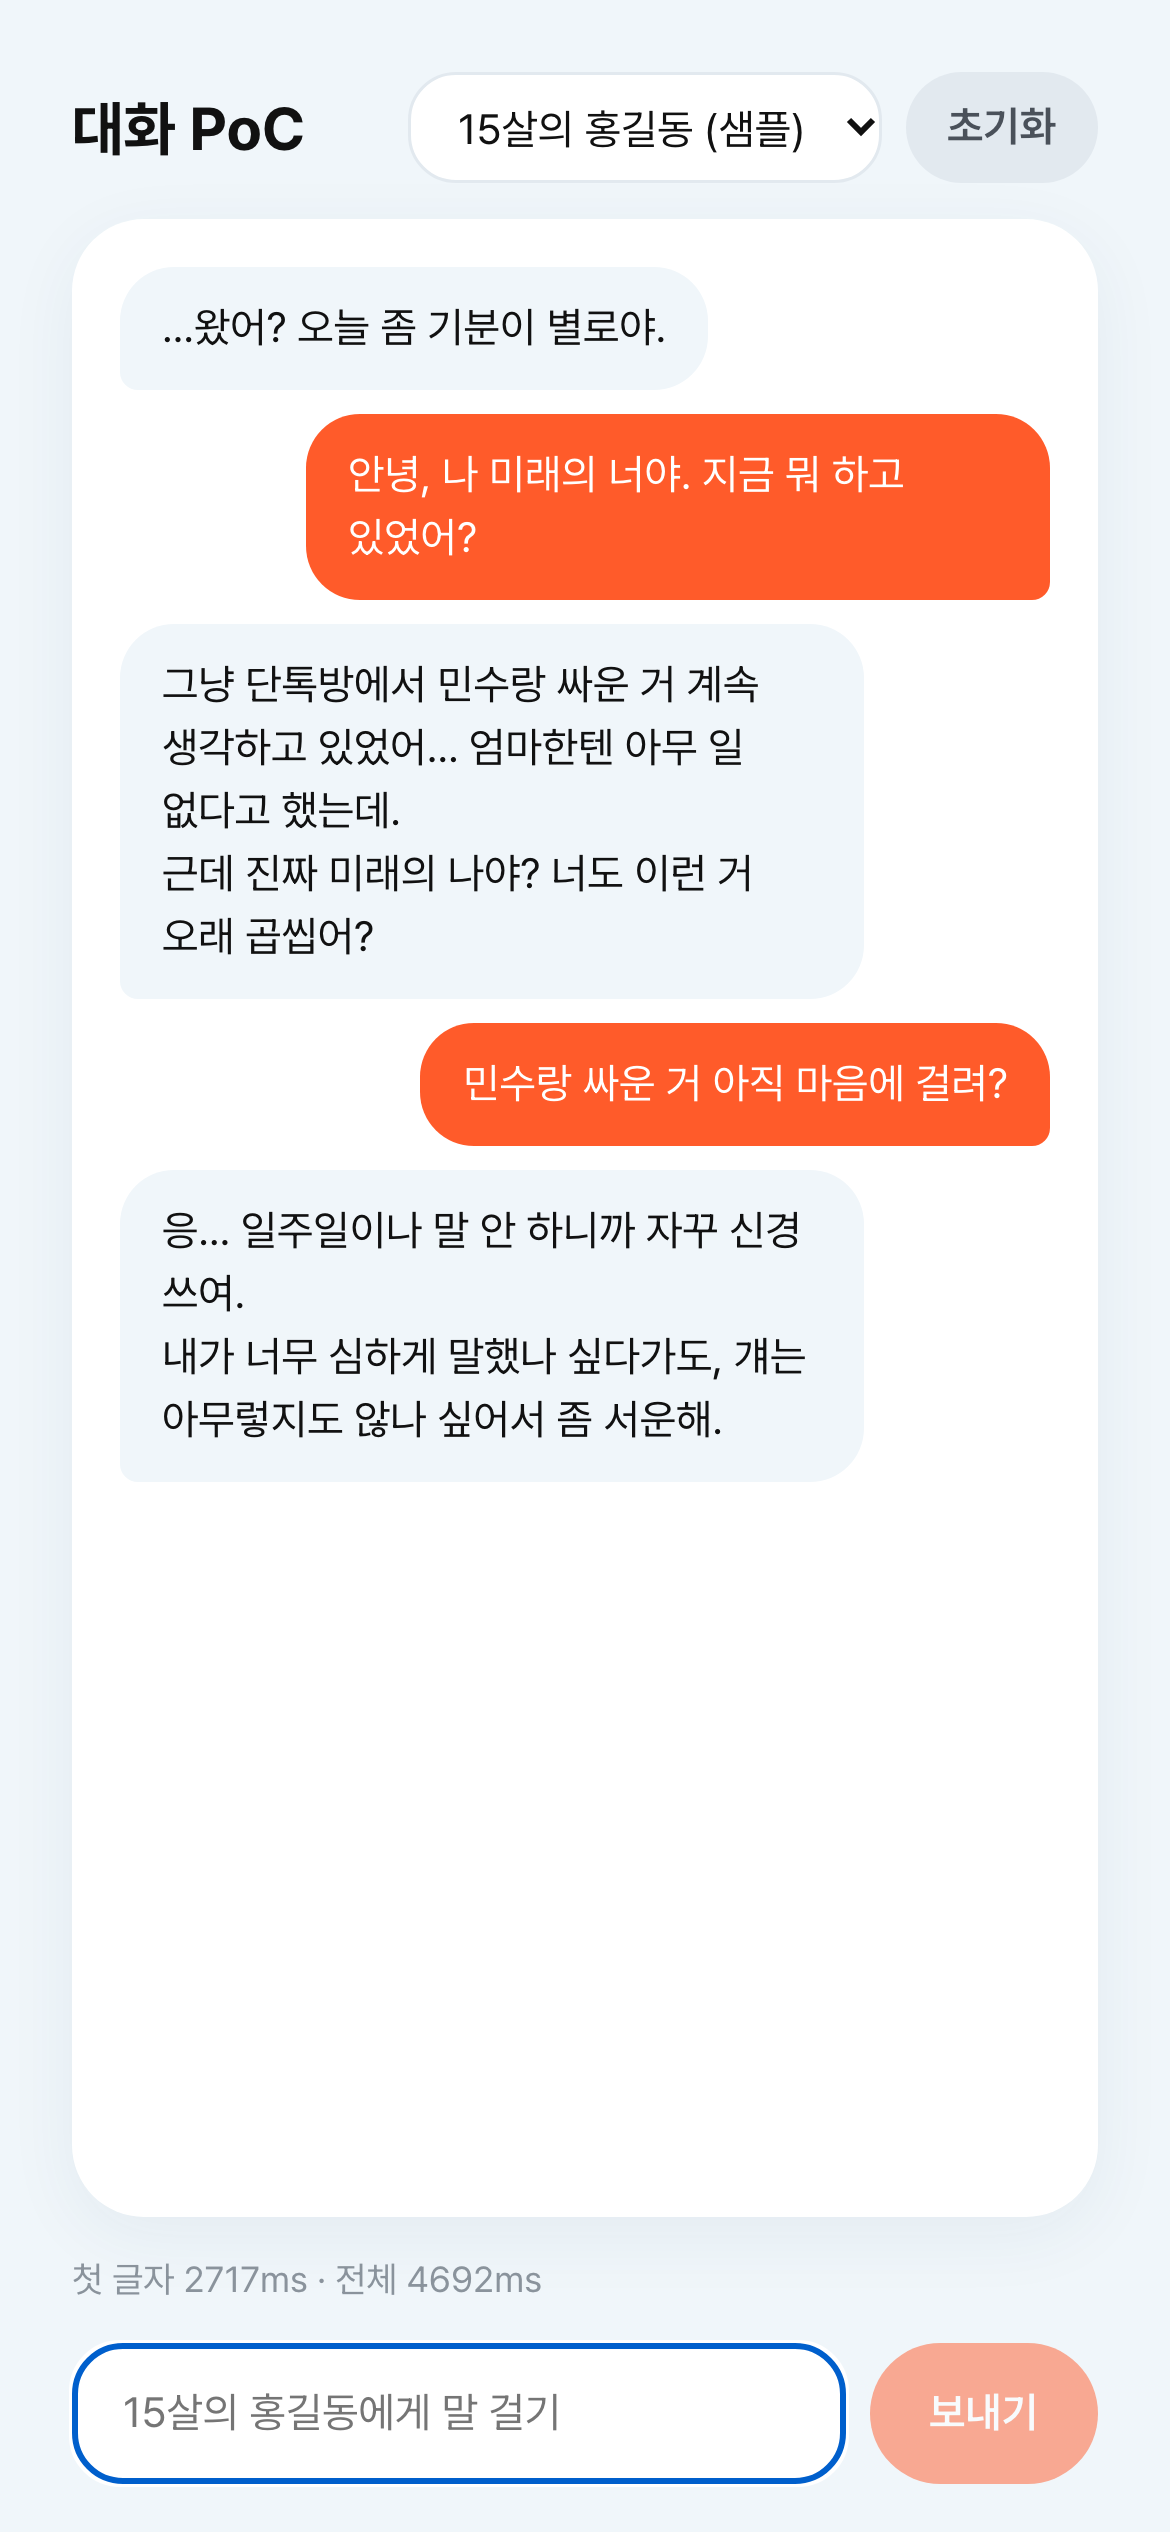 대화 PoC
15살의 홍길동 (샘플)
초기화
...왔어? 오늘 좀 기분이 별로야.
안녕, 나 미래의 너야. 지금 뭐 하고
있었어?
그냥 단톡방에서 민수랑 싸운 거 계속
생각하고 있었어... 엄마한텐 아무 일
없다고 했는데.
근데 진짜 미래의 나야? 너도 이런 거
오래 곱씹어?
민수랑 싸운 거 아직 마음에 걸려?
응... 일주일이나 말 안 하니까 자꾸 신경
쓰여.
내가 너무 심하게 말했나 싶다가도, 걔는
아무렇지도 않나 싶어서 좀 서운해.
첫 글자 2717ms · 전체 4692ms
15살의 홍길동에게 말 걸기
보내기